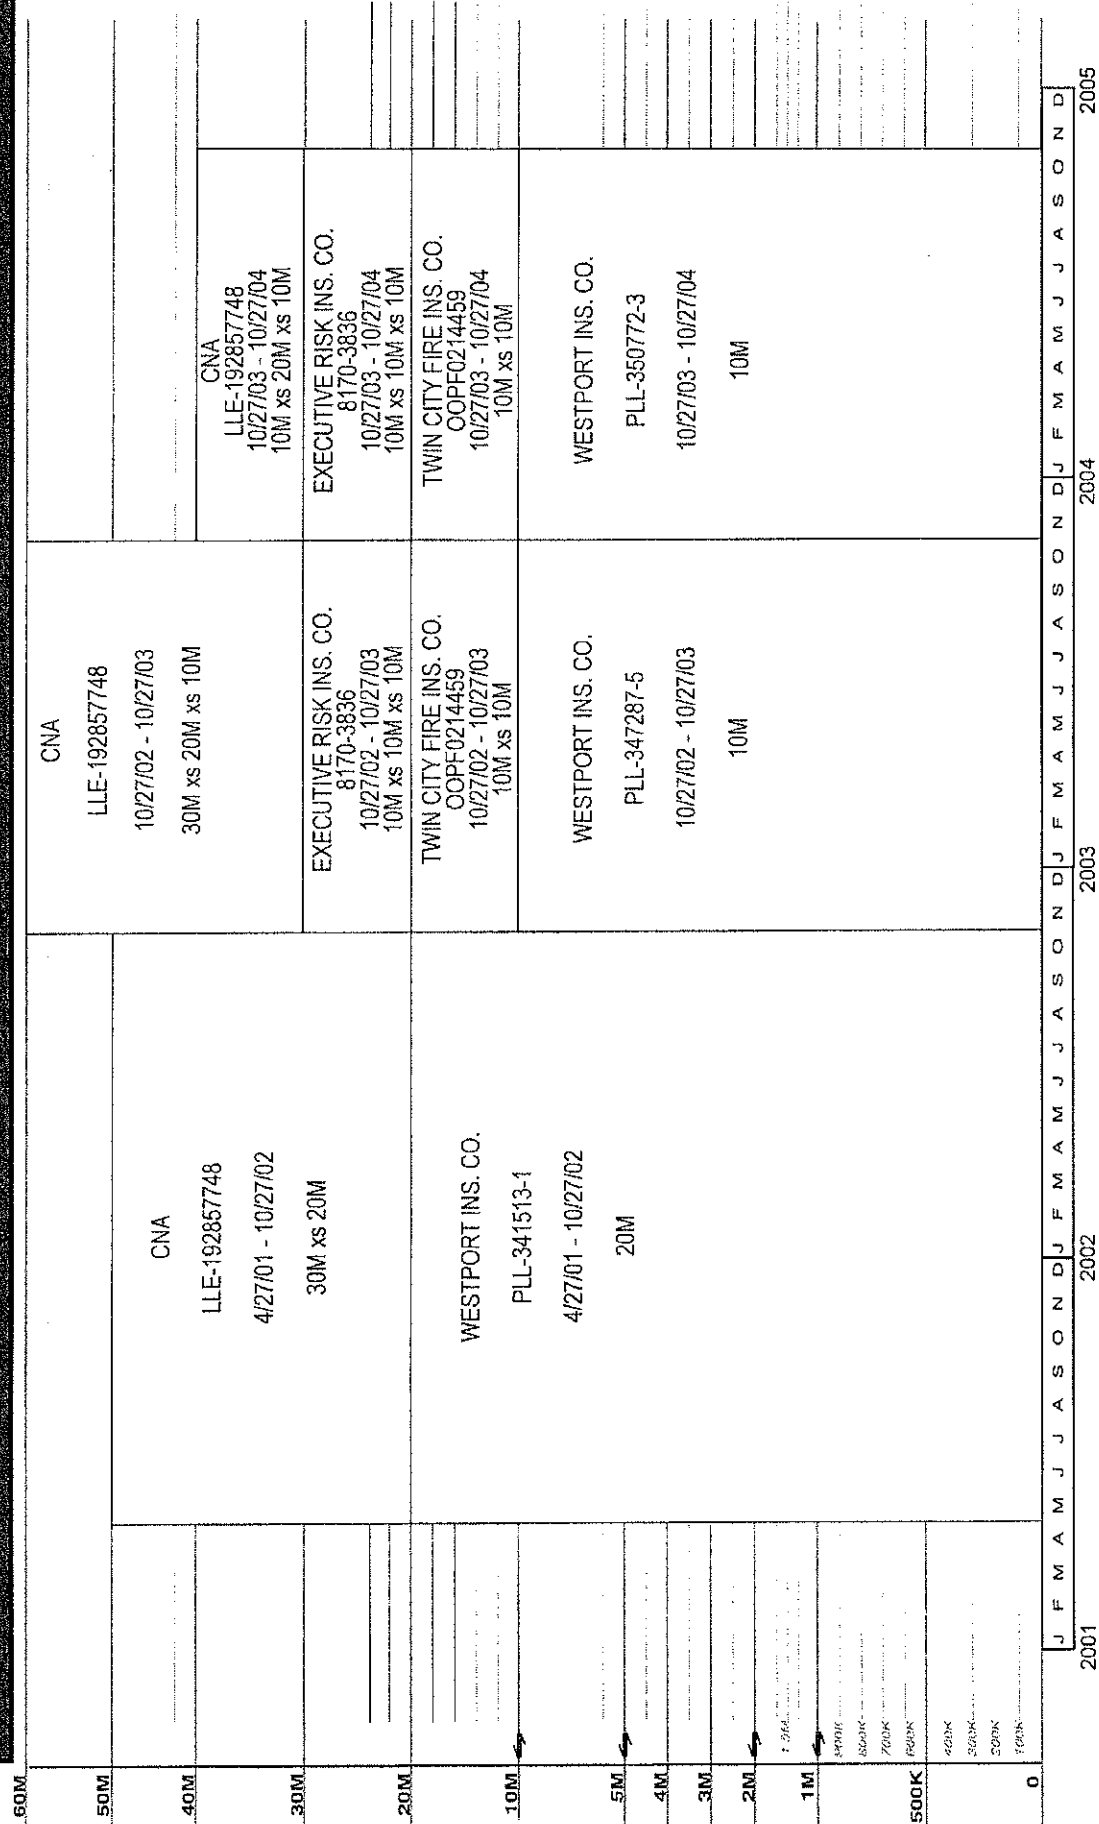 60M
50M
40M
30M
20M
10M
5M
4M
3M
2M
1M
500K
0
900K
800K
700K
600K
400K
300K
200K
100K
CNA
LLE-192857748
4/27/01 - 10/27/02
30M xs 20M
WESTPORT INS. CO.
PLL-341513-1
4/27/01 - 10/27/02
20M
CNA
LLE-192857748
10/27/02 - 10/27/03
30M xs 20M xs 10M
EXECUTIVE RISK INS. CO.
8170-3836
10/27/02 - 10/27/03
10M xs 10M xs 10M
TWIN CITY FIRE INS. CO.
OOPF0214459
10/27/02 - 10/27/03
10M xs 10M
WESTPORT INS. CO.
PLL-347287-5
10/27/02 - 10/27/03
10M
CNA
LLE-192857748
10/27/03 - 10/27/04
10M xs 20M xs 10M
EXECUTIVE RISK INS. CO.
8170-3836
10/27/03 - 10/27/04
10M xs 10M xs 10M
TWIN CITY FIRE INS. CO.
OOPF0214459
10/27/03 - 10/27/04
10M xs 10M
WESTPORT INS. CO.
PLL-350772-3
10/27/03 - 10/27/04
10M
J F M A M J J A S O N D J F M A M J J A S O N D J F M A M J J A S O N D J F M A M J J A S O N D
2001 2002 2003 2004 2005